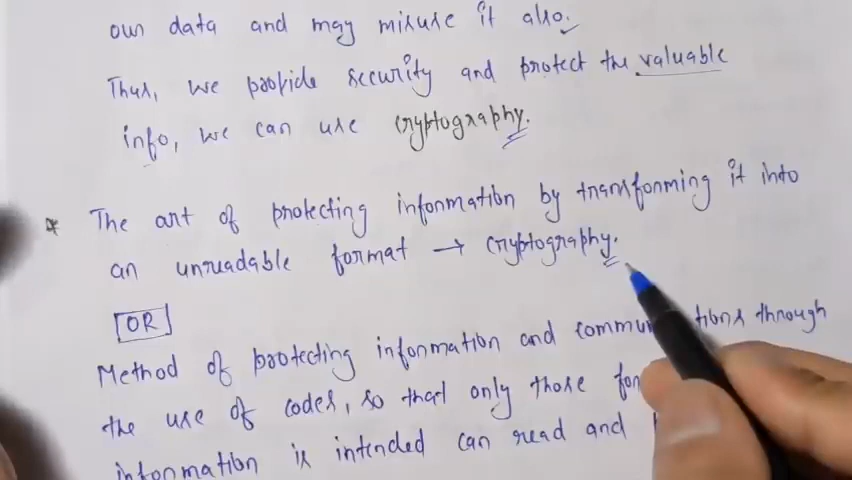 our data and may misuse it also.
Thus, we provide security and protect the valuable
info, we can use cryptography.
* The art of protecting information by transforming it into
an unreadable format → cryptography.
OR
Method of protecting information and commun tions through
the use of codes, so that only those for
information is intended can read and